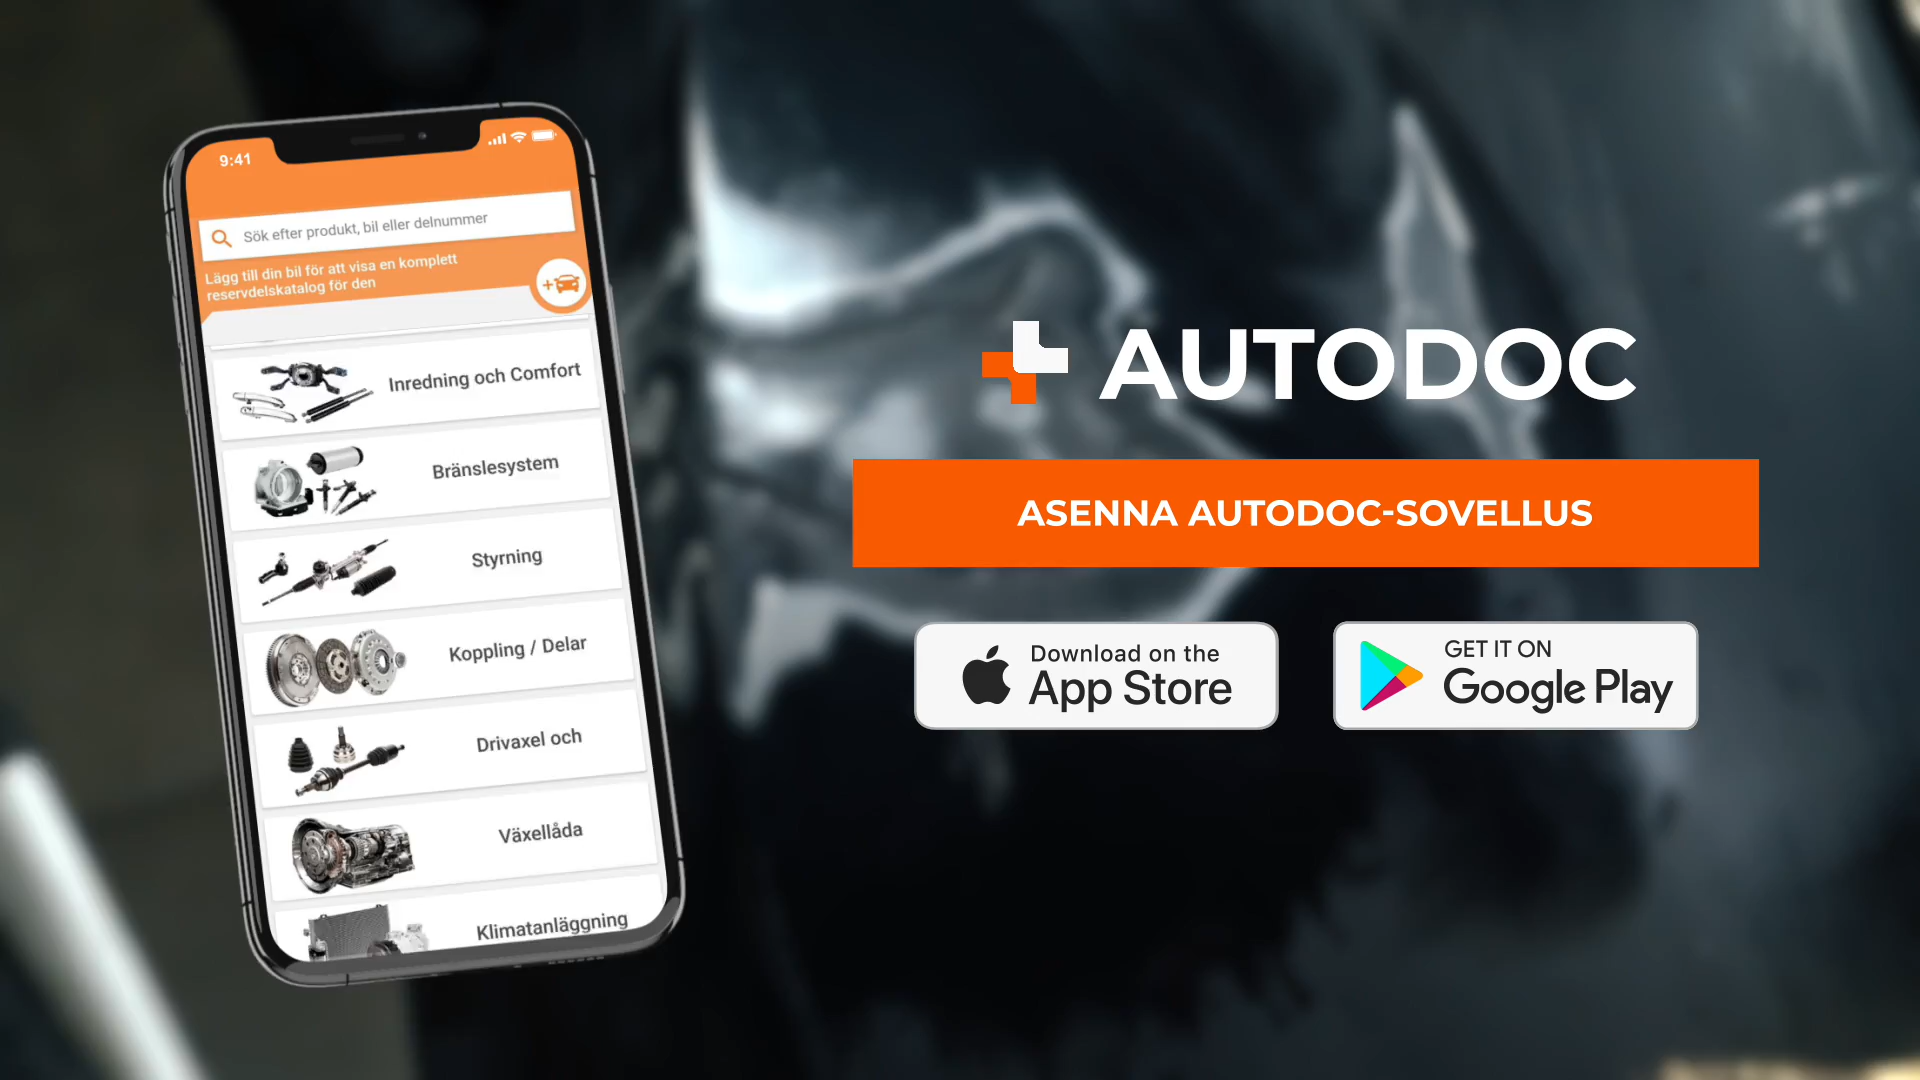 9:41
Sök efter produkt, bil eller delnummer
Lägg till din bil för att visa en komplett
reservdelskatalog för den
Inredning och Comfort
Bränslesystem
Styrning
Koppling / Delar
Drivaxel och
Växellåda
Klimatanläggning
AUTODOC
ASENNA AUTODOC-SOVELLUS
Download on the
App Store
GET IT ON
Google Play